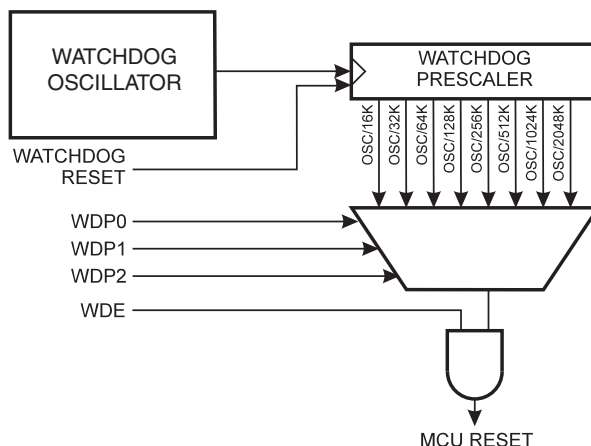 WATCHDOG
OSCILLATOR
WATCHDOG
PRESCALER
WATCHDOG
RESET
OSC/16K
OSC/32K
OSC/64K
OSC/128K
OSC/256K
OSC/512K
OSC/1024K
OSC/2048K
WDP0
WDP1
WDP2
WDE
MCU RESET